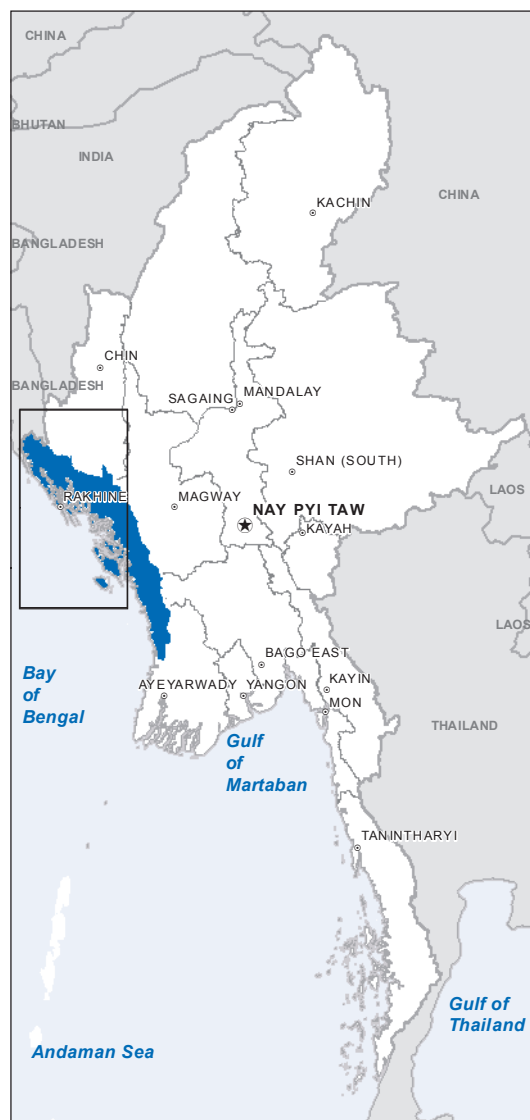 CHINA
BHUTAN
INDIA
KACHIN
CHINA
BANGLADESH
CHIN
BANGLADESH
MANDALAY
SAGAING
SHAN (SOUTH)
LAOS
RAKHINE
MAGWAY
NAY PYI TAW
KAYAH
LAOS
BAGO EAST
Bay
of
Bengal
AYEYARWADY
YANGON
KAYIN
MON
THAILAND
Gulf
of
Martaban
TANINTHARYI
Gulf of
Thailand
Andaman Sea